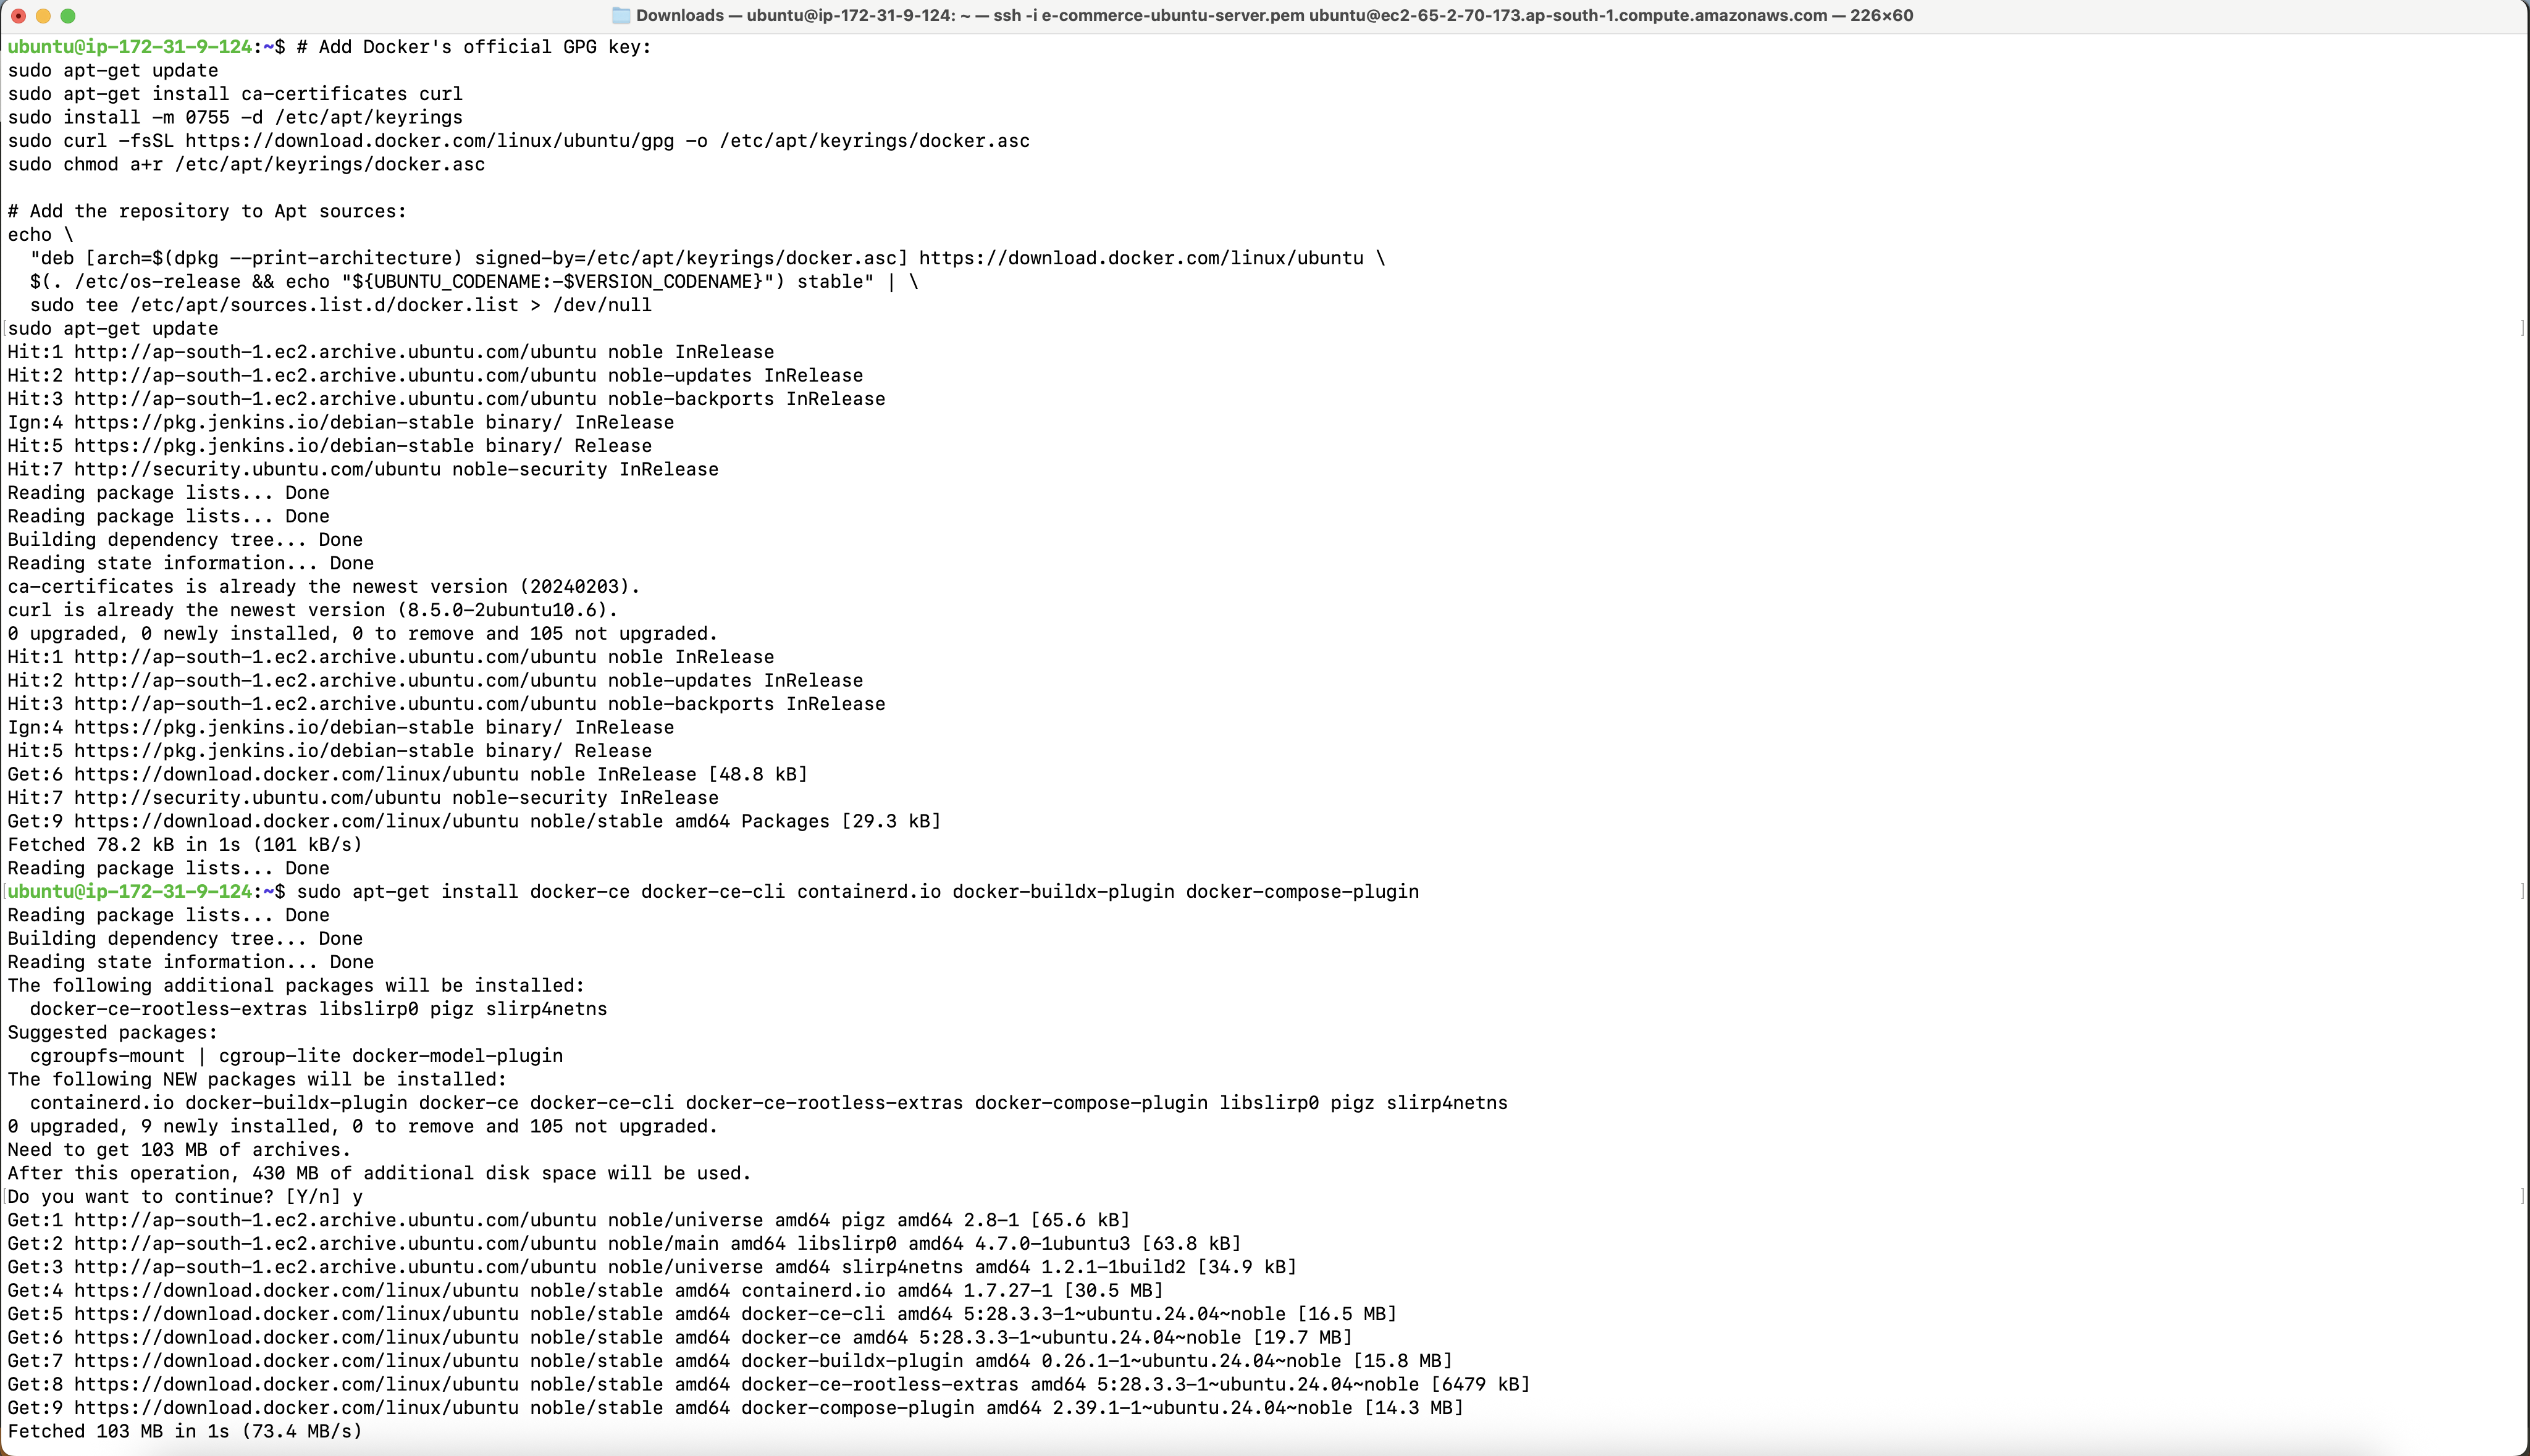 Downloads — ubuntu@ip-172-31-9-124: ~ — ssh -i e-commerce-ubuntu-server.pem ubuntu@ec2-65-2-70-173.ap-south-1.compute.amazonaws.com — 226×60
ubuntu@ip-172-31-9-124:~$ # Add Docker's official GPG key:
sudo apt-get update
sudo apt-get install ca-certificates curl
sudo install -m 0755 -d /etc/apt/keyrings
sudo curl -fsSL https://download.docker.com/linux/ubuntu/gpg -o /etc/apt/keyrings/docker.asc
sudo chmod a+r /etc/apt/keyrings/docker.asc

# Add the repository to Apt sources:
echo \
  "deb [arch=$(dpkg --print-architecture) signed-by=/etc/apt/keyrings/docker.asc] https://download.docker.com/linux/ubuntu \
  $(. /etc/os-release && echo "${UBUNTU_CODENAME:-$VERSION_CODENAME}") stable" | \
  sudo tee /etc/apt/sources.list.d/docker.list > /dev/null
sudo apt-get update
Hit:1 http://ap-south-1.ec2.archive.ubuntu.com/ubuntu noble InRelease
Hit:2 http://ap-south-1.ec2.archive.ubuntu.com/ubuntu noble-updates InRelease
Hit:3 http://ap-south-1.ec2.archive.ubuntu.com/ubuntu noble-backports InRelease
Ign:4 https://pkg.jenkins.io/debian-stable binary/ InRelease
Hit:5 https://pkg.jenkins.io/debian-stable binary/ Release
Hit:7 http://security.ubuntu.com/ubuntu noble-security InRelease
Reading package lists... Done
Reading package lists... Done
Building dependency tree... Done
Reading state information... Done
ca-certificates is already the newest version (20240203).
curl is already the newest version (8.5.0-2ubuntu10.6).
0 upgraded, 0 newly installed, 0 to remove and 105 not upgraded.
Hit:1 http://ap-south-1.ec2.archive.ubuntu.com/ubuntu noble InRelease
Hit:2 http://ap-south-1.ec2.archive.ubuntu.com/ubuntu noble-updates InRelease
Hit:3 http://ap-south-1.ec2.archive.ubuntu.com/ubuntu noble-backports InRelease
Ign:4 https://pkg.jenkins.io/debian-stable binary/ InRelease
Hit:5 https://pkg.jenkins.io/debian-stable binary/ Release
Get:6 https://download.docker.com/linux/ubuntu noble InRelease [48.8 kB]
Hit:7 http://security.ubuntu.com/ubuntu noble-security InRelease
Get:9 https://download.docker.com/linux/ubuntu noble/stable amd64 Packages [29.3 kB]
Fetched 78.2 kB in 1s (101 kB/s)
Reading package lists... Done
ubuntu@ip-172-31-9-124:~$ sudo apt-get install docker-ce docker-ce-cli containerd.io docker-buildx-plugin docker-compose-plugin
Reading package lists... Done
Building dependency tree... Done
Reading state information... Done
The following additional packages will be installed:
  docker-ce-rootless-extras libslirp0 pigz slirp4netns
Suggested packages:
  cgroupfs-mount | cgroup-lite docker-model-plugin
The following NEW packages will be installed:
  containerd.io docker-buildx-plugin docker-ce docker-ce-cli docker-ce-rootless-extras docker-compose-plugin libslirp0 pigz slirp4netns
0 upgraded, 9 newly installed, 0 to remove and 105 not upgraded.
Need to get 103 MB of archives.
After this operation, 430 MB of additional disk space will be used.
Do you want to continue? [Y/n] y
Get:1 http://ap-south-1.ec2.archive.ubuntu.com/ubuntu noble/universe amd64 pigz amd64 2.8-1 [65.6 kB]
Get:2 http://ap-south-1.ec2.archive.ubuntu.com/ubuntu noble/main amd64 libslirp0 amd64 4.7.0-1ubuntu3 [63.8 kB]
Get:3 http://ap-south-1.ec2.archive.ubuntu.com/ubuntu noble/universe amd64 slirp4netns amd64 1.2.1-1build2 [34.9 kB]
Get:4 https://download.docker.com/linux/ubuntu noble/stable amd64 containerd.io amd64 1.7.27-1 [30.5 MB]
Get:5 https://download.docker.com/linux/ubuntu noble/stable amd64 docker-ce-cli amd64 5:28.3.3-1~ubuntu.24.04~noble [16.5 MB]
Get:6 https://download.docker.com/linux/ubuntu noble/stable amd64 docker-ce amd64 5:28.3.3-1~ubuntu.24.04~noble [19.7 MB]
Get:7 https://download.docker.com/linux/ubuntu noble/stable amd64 docker-buildx-plugin amd64 0.26.1-1~ubuntu.24.04~noble [15.8 MB]
Get:8 https://download.docker.com/linux/ubuntu noble/stable amd64 docker-ce-rootless-extras amd64 5:28.3.3-1~ubuntu.24.04~noble [6479 kB]
Get:9 https://download.docker.com/linux/ubuntu noble/stable amd64 docker-compose-plugin amd64 2.39.1-1~ubuntu.24.04~noble [14.3 MB]
Fetched 103 MB in 1s (73.4 MB/s)